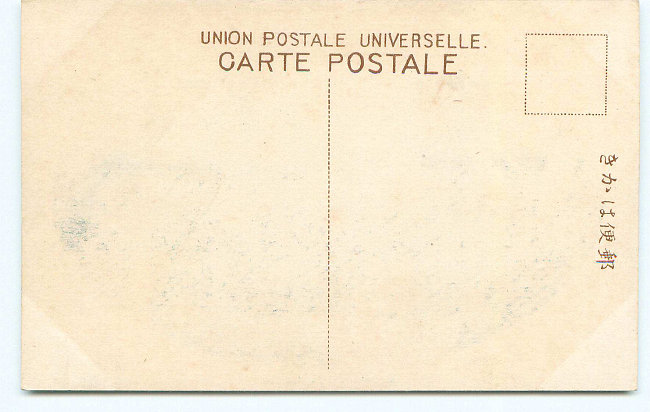 UNION POSTALE UNIVERSELLE.
CARTE POSTALE
郵便はかき